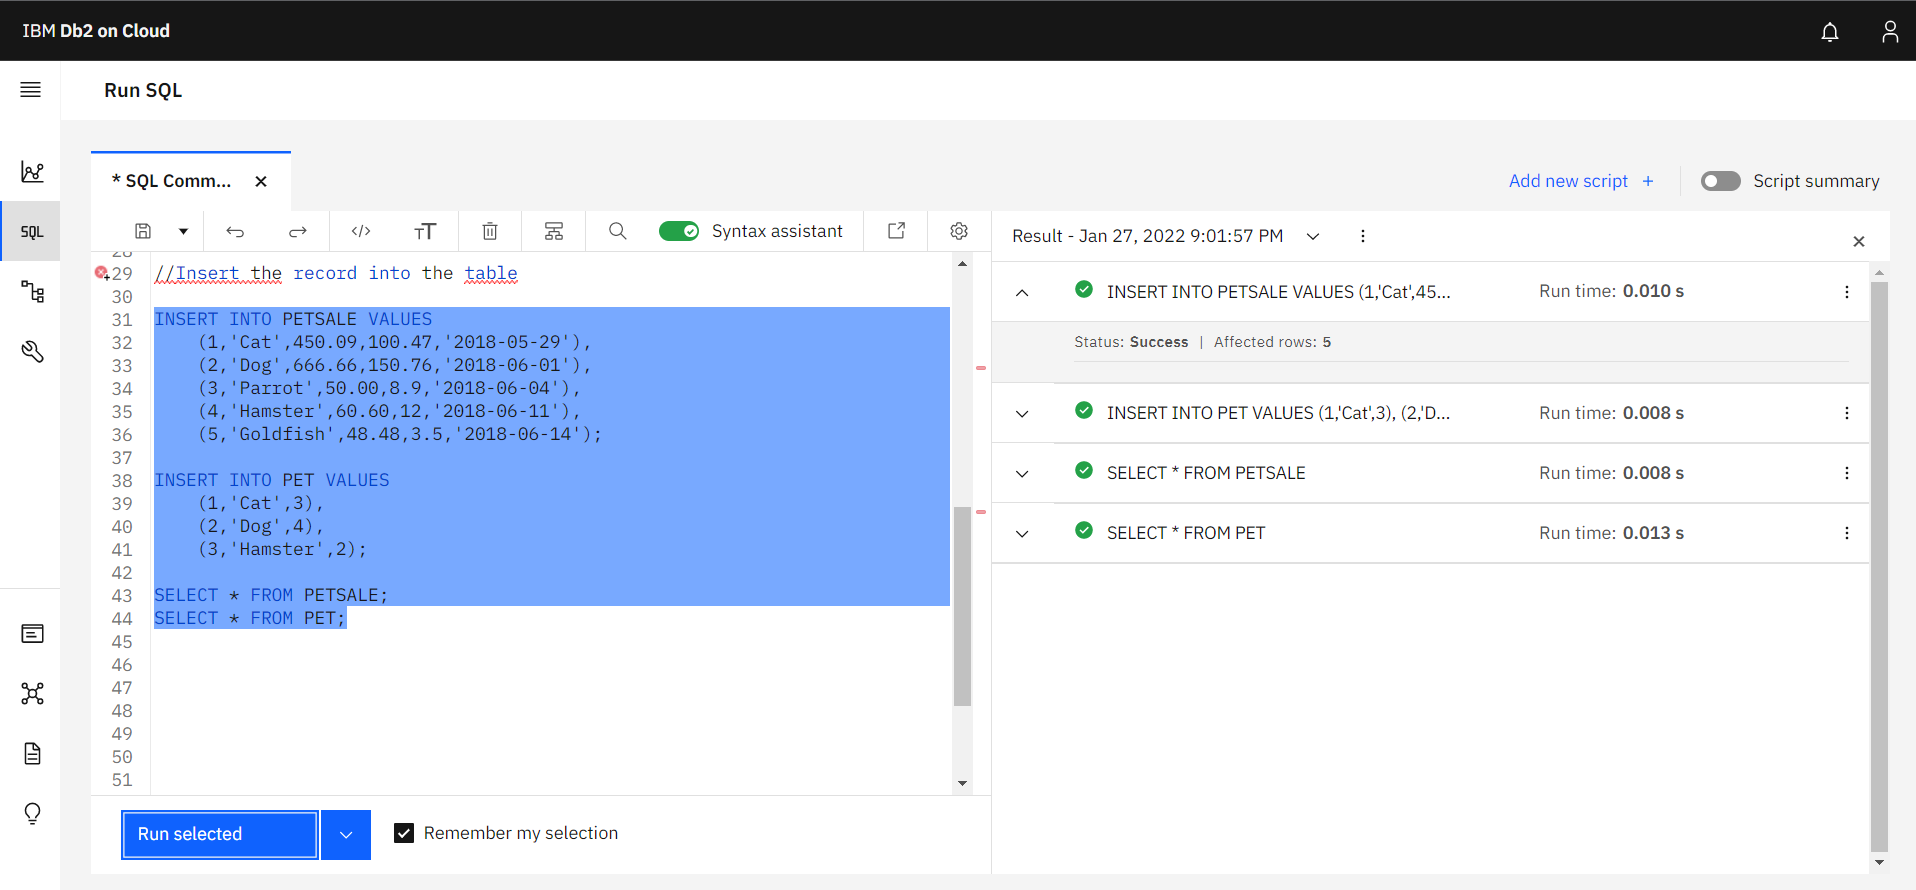 IBM Db2 on Cloud
Run SQL
* SQL Comm...
Add new script +
Script summary
SQL
Syntax assistant
Result - Jan 27, 2022 9:01:57 PM
28
29 //Insert the record into the table
30
31 INSERT INTO PETSALE VALUES
32 (1,'Cat',450.09,100.47,'2018-05-29'),
33 (2,'Dog',666.66,150.76,'2018-06-01'),
34 (3,'Parrot',50.00,8.9,'2018-06-04'),
35 (4,'Hamster',60.60,12,'2018-06-11'),
36 (5,'Goldfish',48.48,3.5,'2018-06-14');
37
38 INSERT INTO PET VALUES
39 (1,'Cat',3),
40 (2,'Dog',4),
41 (3,'Hamster',2);
42
43 SELECT * FROM PETSALE;
44 SELECT * FROM PET;
45
46
47
48
49
50
51
INSERT INTO PETSALE VALUES (1,'Cat',45... Run time: 0.010 s
Status: Success | Affected rows: 5
INSERT INTO PET VALUES (1,'Cat',3), (2,'D... Run time: 0.008 s
SELECT * FROM PETSALE Run time: 0.008 s
SELECT * FROM PET Run time: 0.013 s
Run selected
Remember my selection